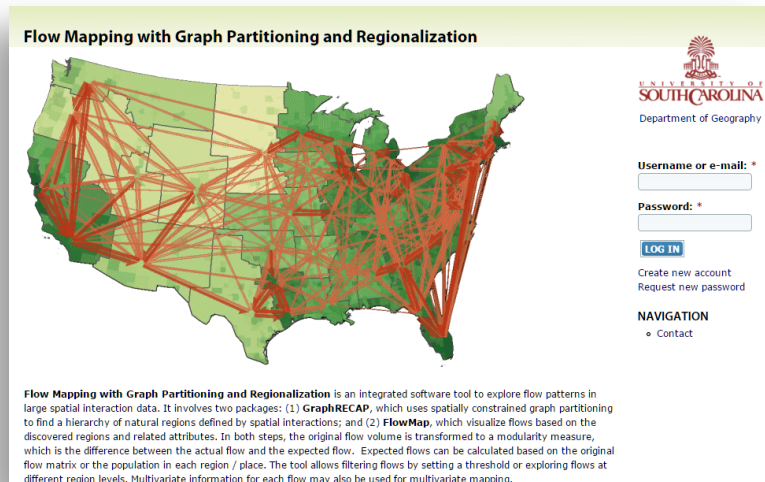 Flow Mapping with Graph Partitioning and Regionalization
UNIVERSITY OF
SOUTH CAROLINA
Department of Geography
Username or e-mail: *
Password: *
LOG IN
Create new account
Request new password
NAVIGATION
Contact
Flow Mapping with Graph Partitioning and Regionalization is an integrated software tool to explore flow patterns in
large spatial interaction data. It involves two packages: (1) GraphRECAP, which uses spatially constrained graph partitioning
to find a hierarchy of natural regions defined by spatial interactions; and (2) FlowMap, which visualize flows based on the
discovered regions and related attributes. In both steps, the original flow volume is transformed to a modularity measure,
which is the difference between the actual flow and the expected flow. Expected flows can be calculated based on the original
flow matrix or the population in each region / place. The tool allows filtering flows by setting a threshold or exploring flows at
different region levels. Multivariate information for each flow may also be used for multivariate mapping.